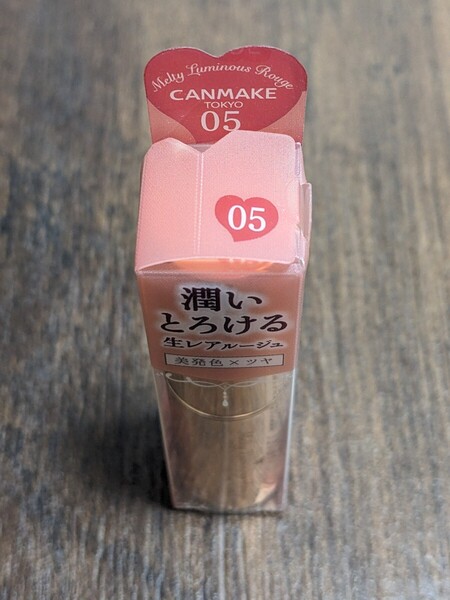 Melty Luminous Rouge
CANMAKE
TOKYO
05
05
潤い
とろける
生レアルージュ
美発色×ツヤ